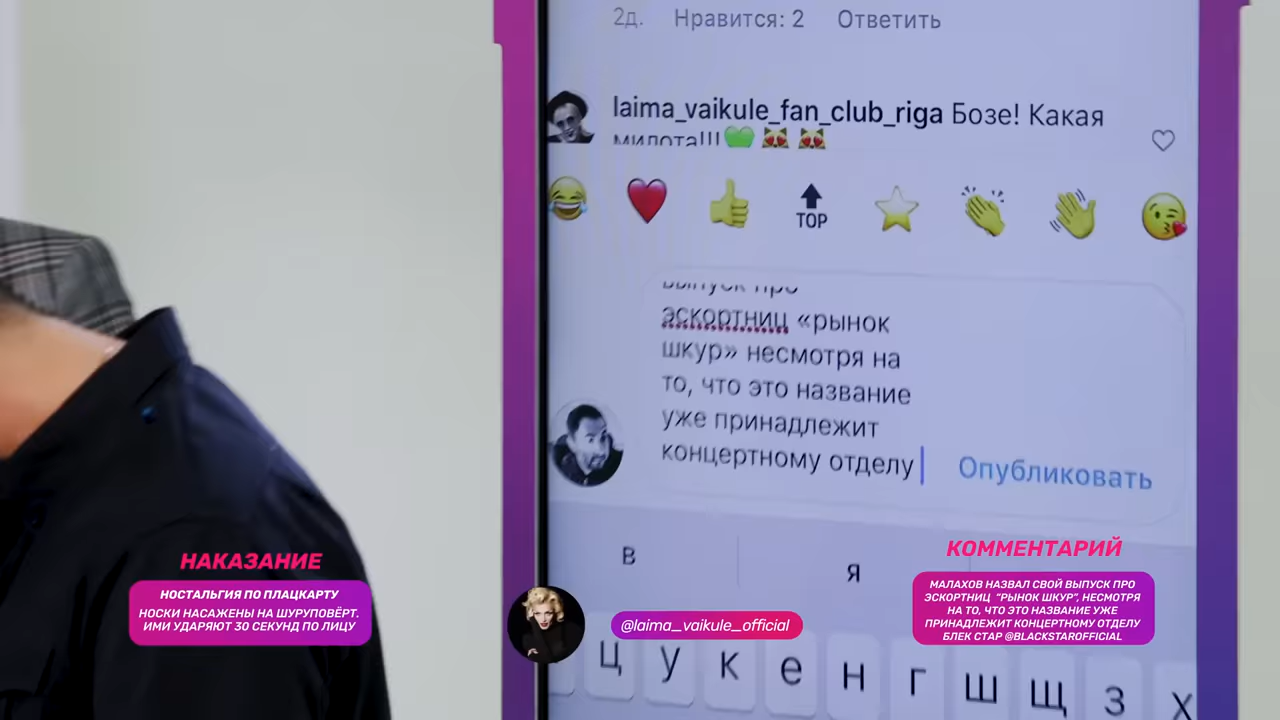 2д. Нравится: 2 Ответить
laima_vaikule_fan_club_riga Бозе! Какая
милота!!!
TOP
выпуск про
эскортниц «рынок
шкур» несмотря на
то, что это название
уже принадлежит
концертному отделу
Опубликовать
в я
ц у к е н г ш щ з х
НАКАЗАНИЕ
НОСТАЛЬГИЯ ПО ПЛАЦКАРТУ
НОСКИ НАСАЖЕНЫ НА ШУРУПОВЁРТ.
ИМИ УДАРЯЮТ 30 СЕКУНД ПО ЛИЦУ
@laima_vaikule_official
КОММЕНТАРИЙ
МАЛАХОВ НАЗВАЛ СВОЙ ВЫПУСК ПРО
ЭСКОРТНИЦ "РЫНОК ШКУР", НЕСМОТРЯ
НА ТО, ЧТО ЭТО НАЗВАНИЕ УЖЕ
ПРИНАДЛЕЖИТ КОНЦЕРТНОМУ ОТДЕЛУ
БЛЕК СТАР @BLACKSTAROFFICIAL